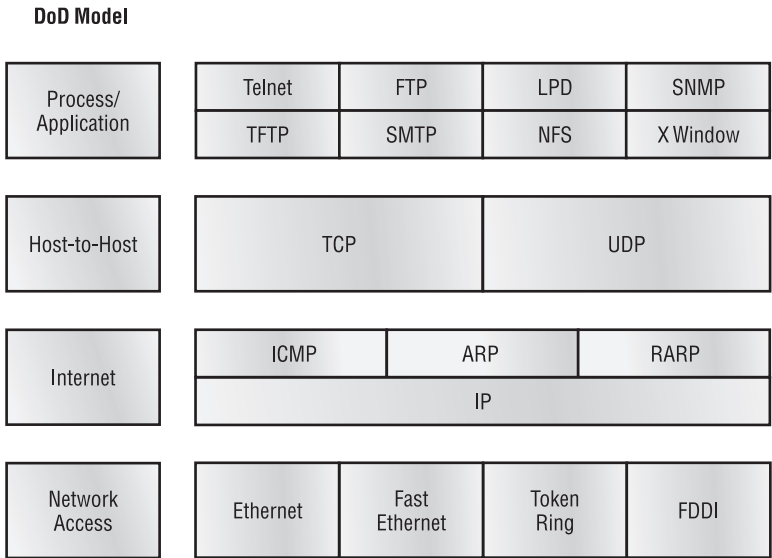 DoD Model
Process/
Application
Telnet
FTP
LPD
SNMP
TFTP
SMTP
NFS
X Window
Host-to-Host
TCP
UDP
Internet
ICMP
ARP
RARP
IP
Network
Access
Ethernet
Fast
Ethernet
Token
Ring
FDDI